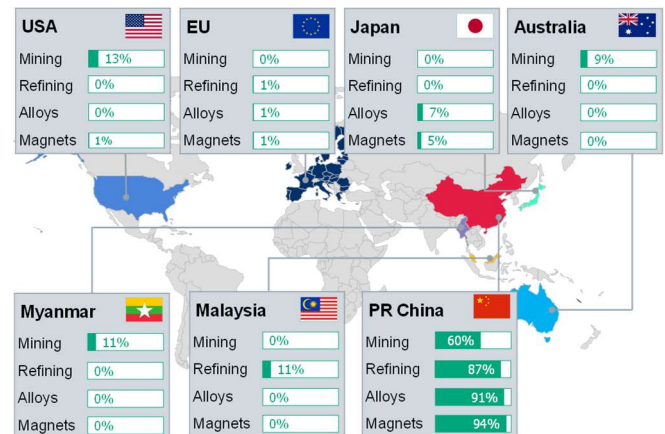 USA
Mining 13%
Refining 0%
Alloys 0%
Magnets 1%
EU
Mining 0%
Refining 1%
Alloys 1%
Magnets 1%
Japan
Mining 0%
Refining 0%
Alloys 7%
Magnets 5%
Australia
Mining 9%
Refining 0%
Alloys 0%
Magnets 0%
Myanmar
Mining 11%
Refining 0%
Alloys 0%
Magnets 0%
Malaysia
Mining 0%
Refining 11%
Alloys 0%
Magnets 0%
PR China
Mining 60%
Refining 87%
Alloys 91%
Magnets 94%